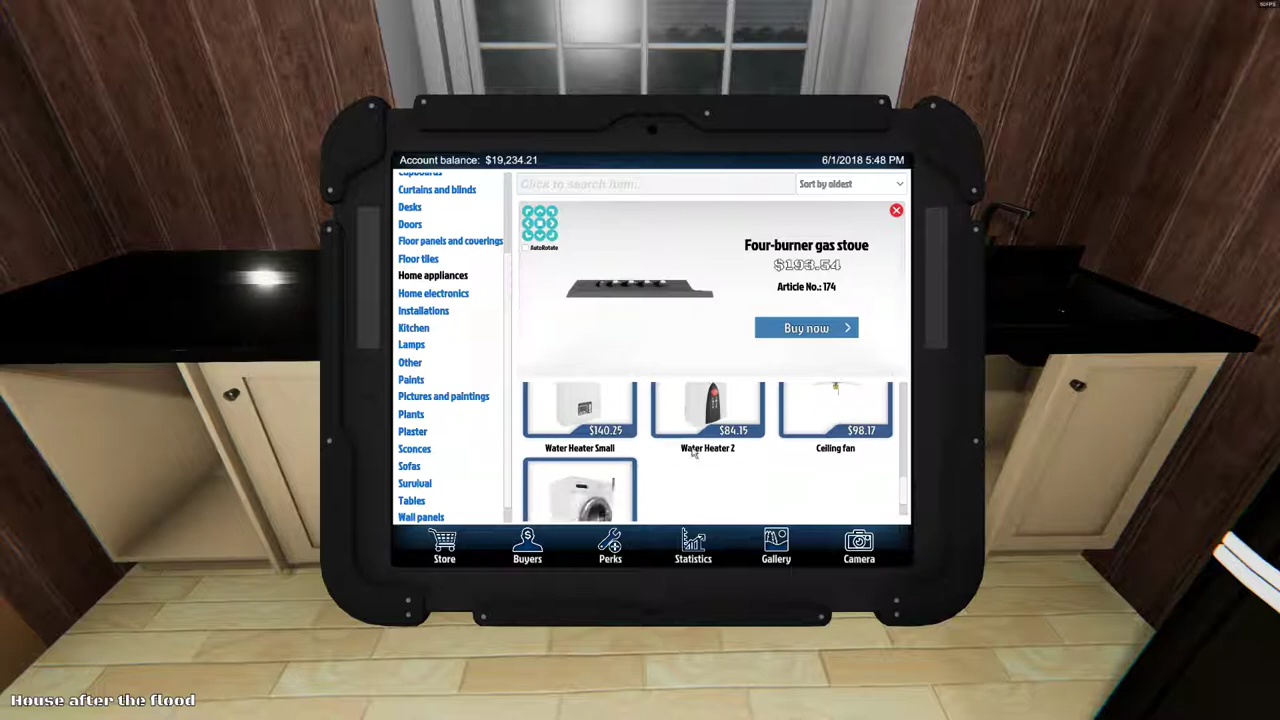 Account balance: $19,234.21
6/1/2018 5:48 PM
Cupboards
Curtains and blinds
Desks
Doors
Floor panels and coverings
Floor tiles
Home appliances
Home electronics
Installations
Kitchen
Lamps
Other
Paints
Pictures and paintings
Plants
Plaster
Sconces
Sofas
Survival
Tables
Wall panels
Click to search item..
Sort by oldest
AutoRotate
Four-burner gas stove
$193.54
Article No.: 174
Buy now
$140.25
$84.15
$98.17
Water Heater Small
Water Heater 2
Ceiling fan
Store
Buyers
Perks
Statistics
Gallery
Camera
House after the flood